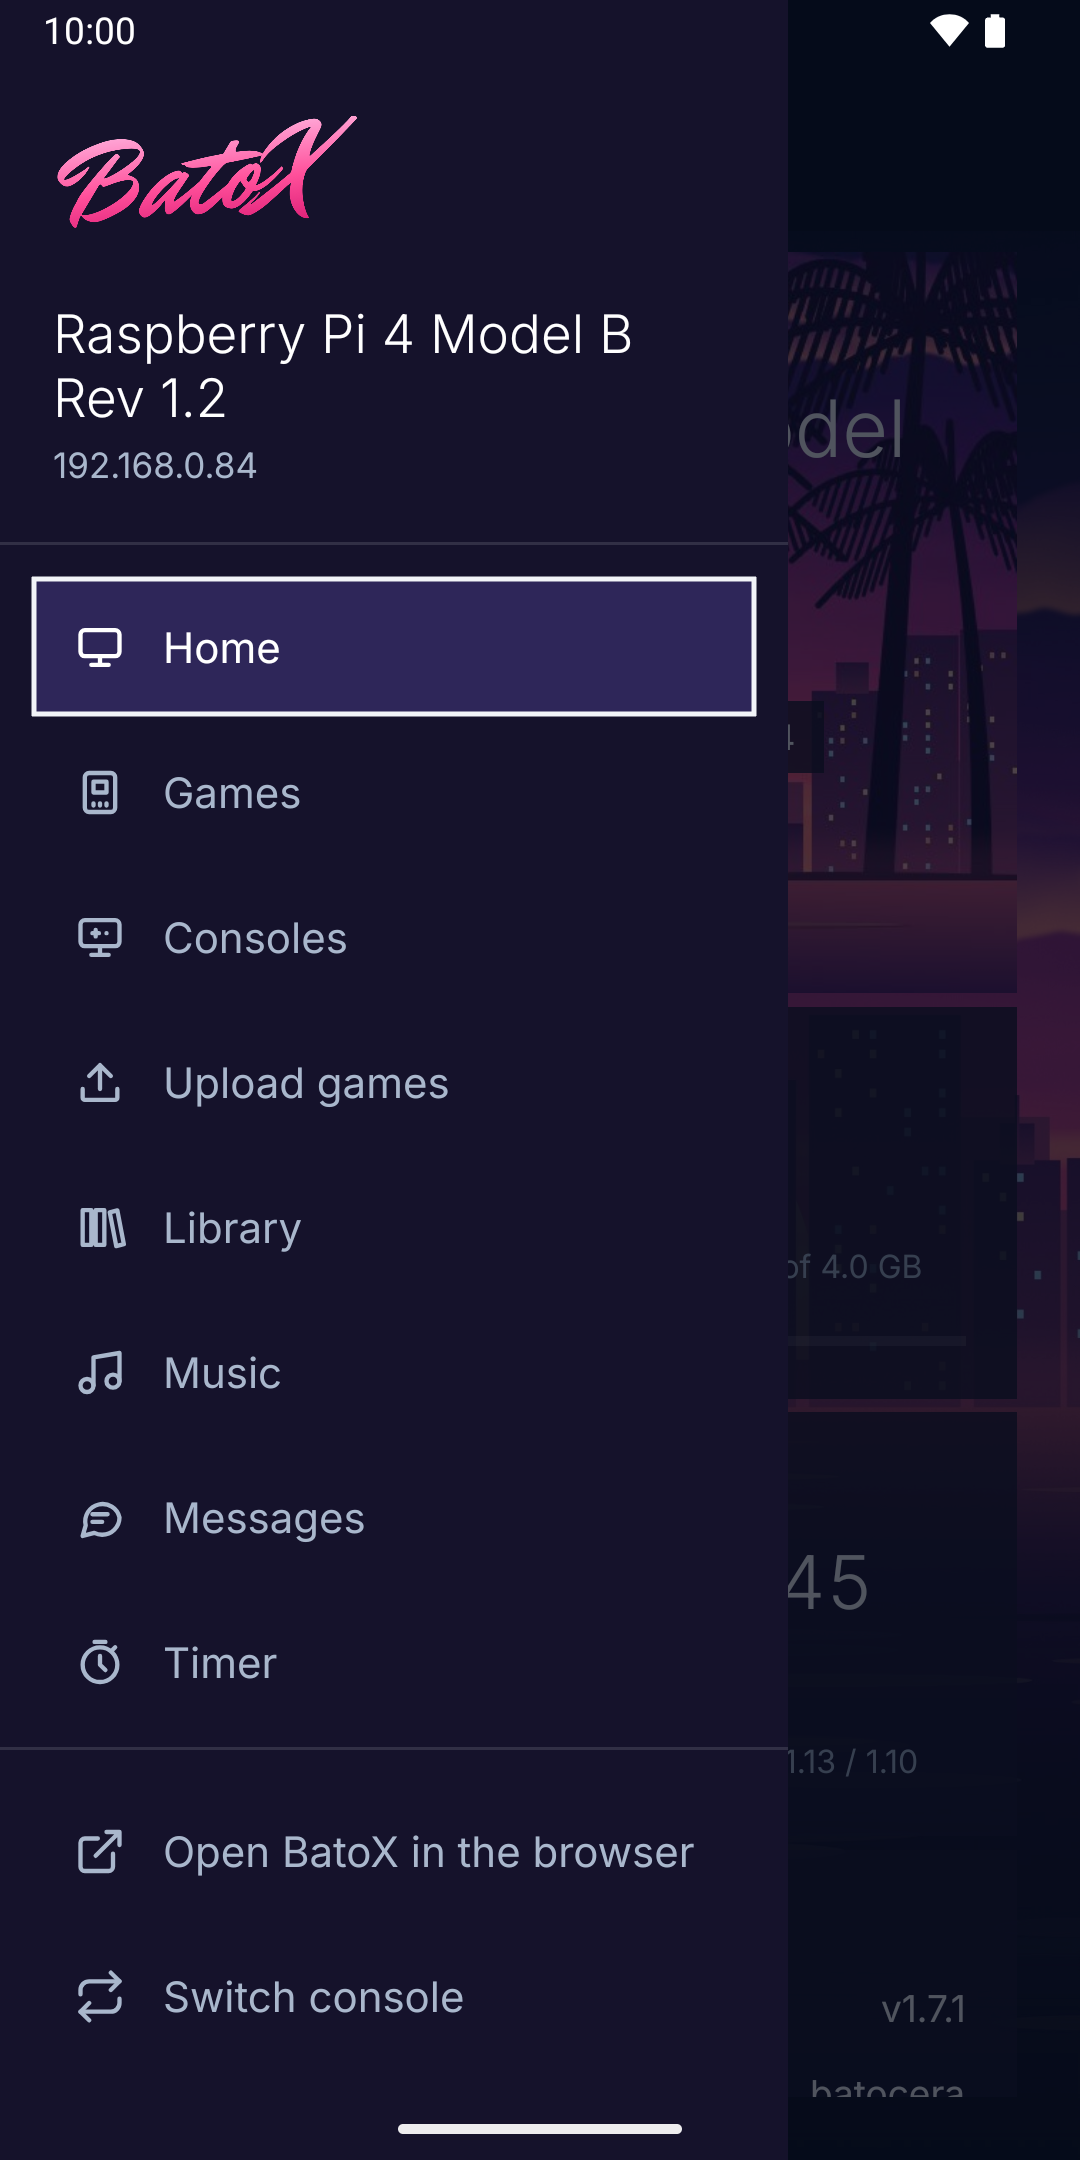 10:00
BatoX
Raspberry Pi 4 Model B
Rev 1.2
192.168.0.84
Home
Games
Consoles
Upload games
Library
Music
Messages
Timer
Open BatoX in the browser
Switch console
of 4.0 GB
45
1.13 / 1.10
v1.7.1
batocera